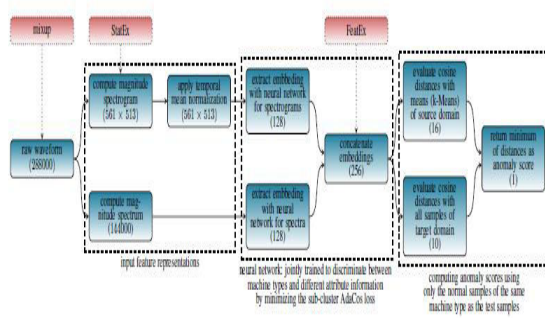 mixup
StatEx
FeatEx
raw waveform
(288000)
compute magnitude
spectrogram
(561 × 513)
apply temporal
mean normalization
(561 × 513)
compute mag-
nitude spectrum
(144000)
input feature representations
extract embedding
with neural network
for spectrograms
(128)
extract embedding
with neural
network for spectra
(128)
concatenate
embeddings
(256)
neural network: jointly trained to discriminate between
machine types and different attribute information
by minimizing the sub-cluster AdaCos loss
evaluate cosine
distances with
means (k-Means)
of source domain
(16)
evaluate cosine
distances with
all samples of
target domain
(10)
return minimum
of distances as
anomaly score
(1)
computing anomaly scores using
only the normal samples of the same
machine type as the test samples